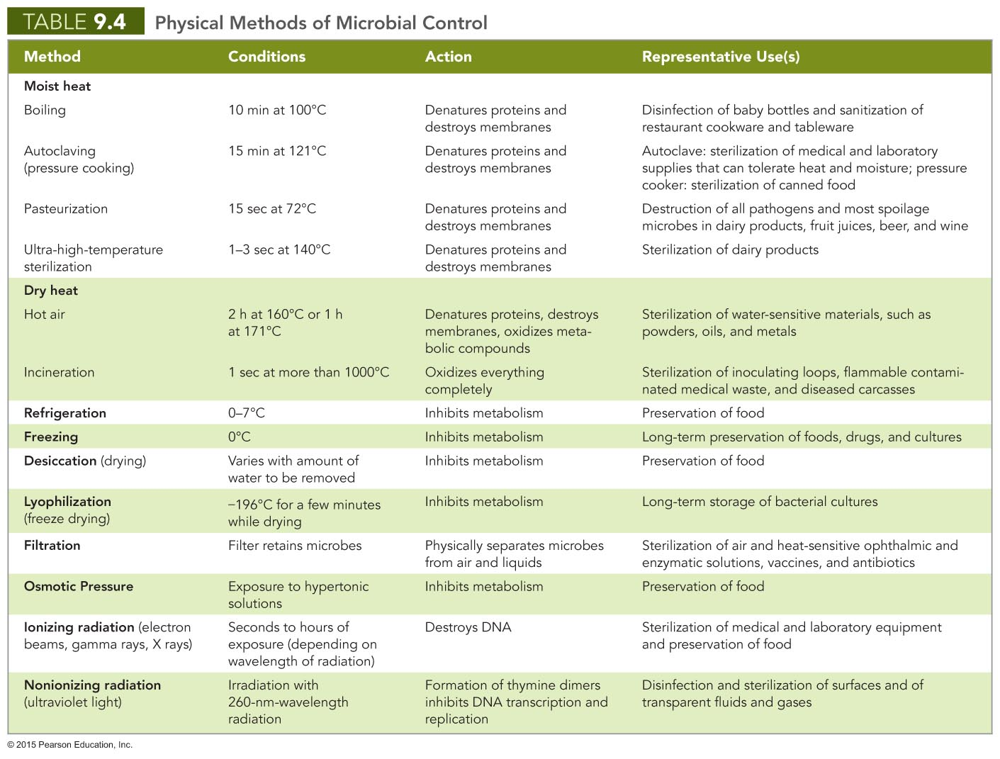 TABLE 9.4 Physical Methods of Microbial Control
Method Conditions Action Representative Use(s)
Moist heat
Boiling 10 min at 100°C Denatures proteins and Disinfection of baby bottles and sanitization of
destroys membranes restaurant cookware and tableware
Autoclaving 15 min at 121°C Denatures proteins and Autoclave: sterilization of medical and laboratory
(pressure cooking) destroys membranes supplies that can tolerate heat and moisture; pressure
cooker: sterilization of canned food
Pasteurization 15 sec at 72°C Denatures proteins and Destruction of all pathogens and most spoilage
destroys membranes microbes in dairy products, fruit juices, beer, and wine
Ultra-high-temperature 1–3 sec at 140°C Denatures proteins and Sterilization of dairy products
sterilization destroys membranes
Dry heat
Hot air 2 h at 160°C or 1 h Denatures proteins, destroys Sterilization of water-sensitive materials, such as
at 171°C membranes, oxidizes meta- powders, oils, and metals
bolic compounds
Incineration 1 sec at more than 1000°C Oxidizes everything Sterilization of inoculating loops, flammable contami-
completely nated medical waste, and diseased carcasses
Refrigeration 0–7°C Inhibits metabolism Preservation of food
Freezing 0°C Inhibits metabolism Long-term preservation of foods, drugs, and cultures
Desiccation (drying) Varies with amount of Inhibits metabolism Preservation of food
water to be removed
Lyophilization –196°C for a few minutes Inhibits metabolism Long-term storage of bacterial cultures
(freeze drying) while drying
Filtration Filter retains microbes Physically separates microbes Sterilization of air and heat-sensitive ophthalmic and
from air and liquids enzymatic solutions, vaccines, and antibiotics
Osmotic Pressure Exposure to hypertonic Inhibits metabolism Preservation of food
solutions
Ionizing radiation (electron Seconds to hours of Destroys DNA Sterilization of medical and laboratory equipment
beams, gamma rays, X rays) exposure (depending on and preservation of food
wavelength of radiation)
Nonionizing radiation Irradiation with Formation of thymine dimers Disinfection and sterilization of surfaces and of
(ultraviolet light) 260-nm-wavelength inhibits DNA transcription and transparent fluids and gases
radiation replication
© 2015 Pearson Education, Inc.